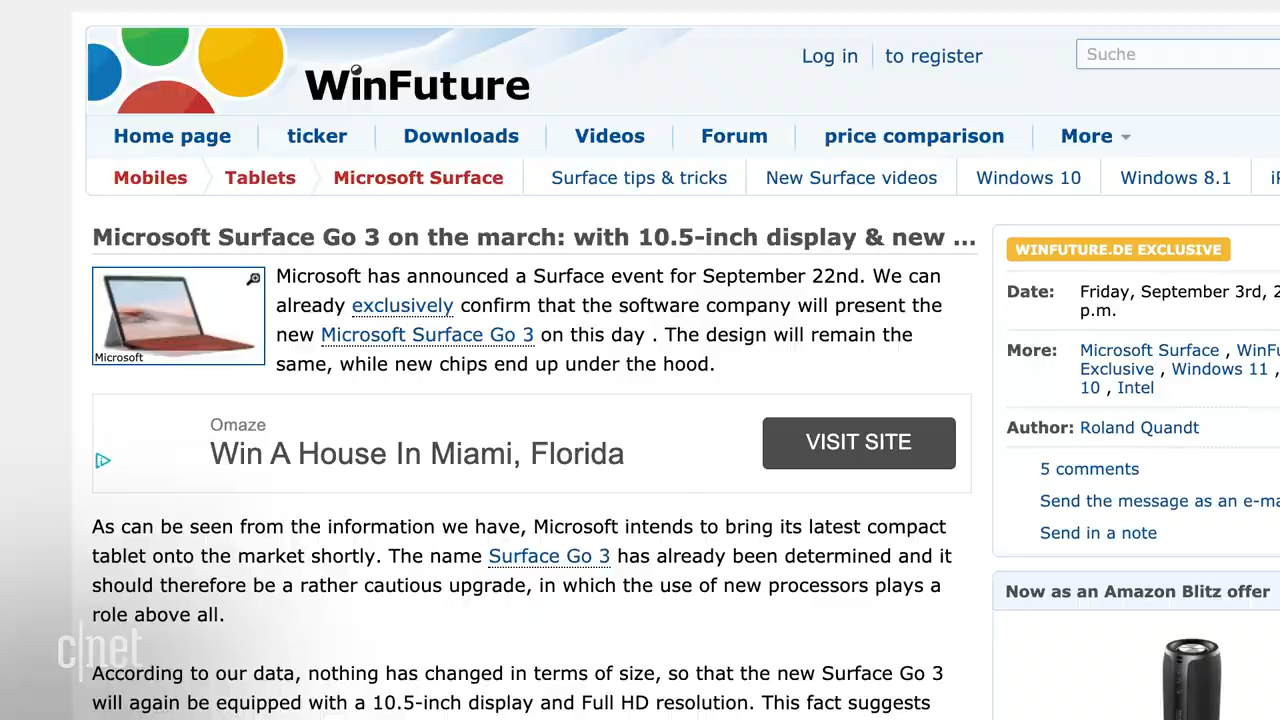 WinFuture
Log in
to register
Suche
Home page
ticker
Downloads
Videos
Forum
price comparison
More
Mobiles
Tablets
Microsoft Surface
Surface tips & tricks
New Surface videos
Windows 10
Windows 8.1
Microsoft Surface Go 3 on the march: with 10.5-inch display & new ...
Microsoft
Microsoft has announced a Surface event for September 22nd. We can
already exclusively confirm that the software company will present the
new Microsoft Surface Go 3 on this day . The design will remain the
same, while new chips end up under the hood.
Omaze
Win A House In Miami, Florida
VISIT SITE
As can be seen from the information we have, Microsoft intends to bring its latest compact
tablet onto the market shortly. The name Surface Go 3 has already been determined and it
should therefore be a rather cautious upgrade, in which the use of new processors plays a
role above all.
According to our data, nothing has changed in terms of size, so that the new Surface Go 3
will again be equipped with a 10.5-inch display and Full HD resolution. This fact suggests
WINFUTURE.DE EXCLUSIVE
Date: Friday, September 3rd,
p.m.
More: Microsoft Surface ,
Exclusive , Windows 11 ,
10 , Intel
Author: Roland Quandt
5 comments
Send the message as an
Send in a note
Now as an Amazon Blitz offer
c|net